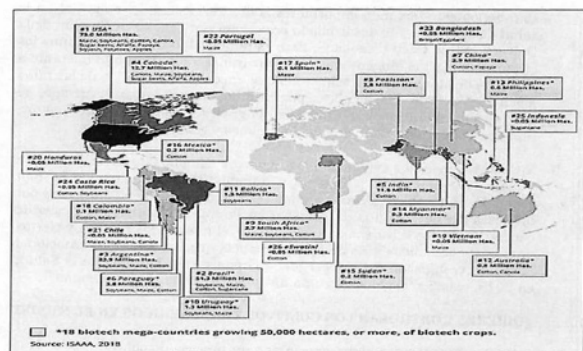 #1 USA*
75.0 Million Has.
Maize, Soybeans, Cotton, Canola,
Sugar beets, Alfalfa, Papaya,
Squash, Potatoes, Apples
#4 Canada*
12.7 Million Has.
Canola, Maize, Soybeans,
Sugar beets, Alfalfa, Apples
#22 Portugal
<0.05 Million Has.
Maize
#17 Spain*
0.1 Million Has.
Maize
#23 Bangladesh
<0.05 Million Has.
Brinjal/Eggplant
#7 China*
2.9 Million Has.
Cotton, Papaya
#8 Pakistan*
2.8 Million Has.
Cotton
#13 Philippines*
0.6 Million Has.
Maize
#25 Indonesia
<0.05 Million Has.
Sugarcane
#16 Mexico*
0.2 Million Has.
Cotton
#20 Honduras
<0.05 Million Has.
Maize
#24 Costa Rica
<0.05 Million Has.
Cotton, Soybeans
#18 Colombia*
0.1 Million Has.
Cotton, Maize
#21 Chile
<0.05 Million Has.
Maize, Soybeans, Canola
#3 Argentina*
23.9 Million Has.
Soybeans, Maize, Cotton
#6 Paraguay*
3.8 Million Has.
Soybeans, Maize, Cotton
#11 Bolivia*
1.3 Million Has.
Soybeans
#2 Brazil*
51.3 Million Has.
Soybeans, Maize,
Cotton, Sugarcane
#10 Uruguay*
1.3 Million Has.
Soybeans, Maize
#9 South Africa*
2.7 Million Has.
Maize, Soybeans, Cotton
#26 eSwatini
<0.05 Million Has.
Cotton
#15 Sudan*
0.2 Million Has.
Cotton
#5 India*
11.6 Million Has.
Cotton
#14 Myanmar*
0.3 Million Has.
Cotton
#19 Vietnam
<0.05 Million Has.
Maize
#12 Australia*
0.8 Million Has.
Cotton, Canola
*18 biotech mega-countries growing 50,000 hectares, or more, of biotech crops.
Source: ISAAA, 2018